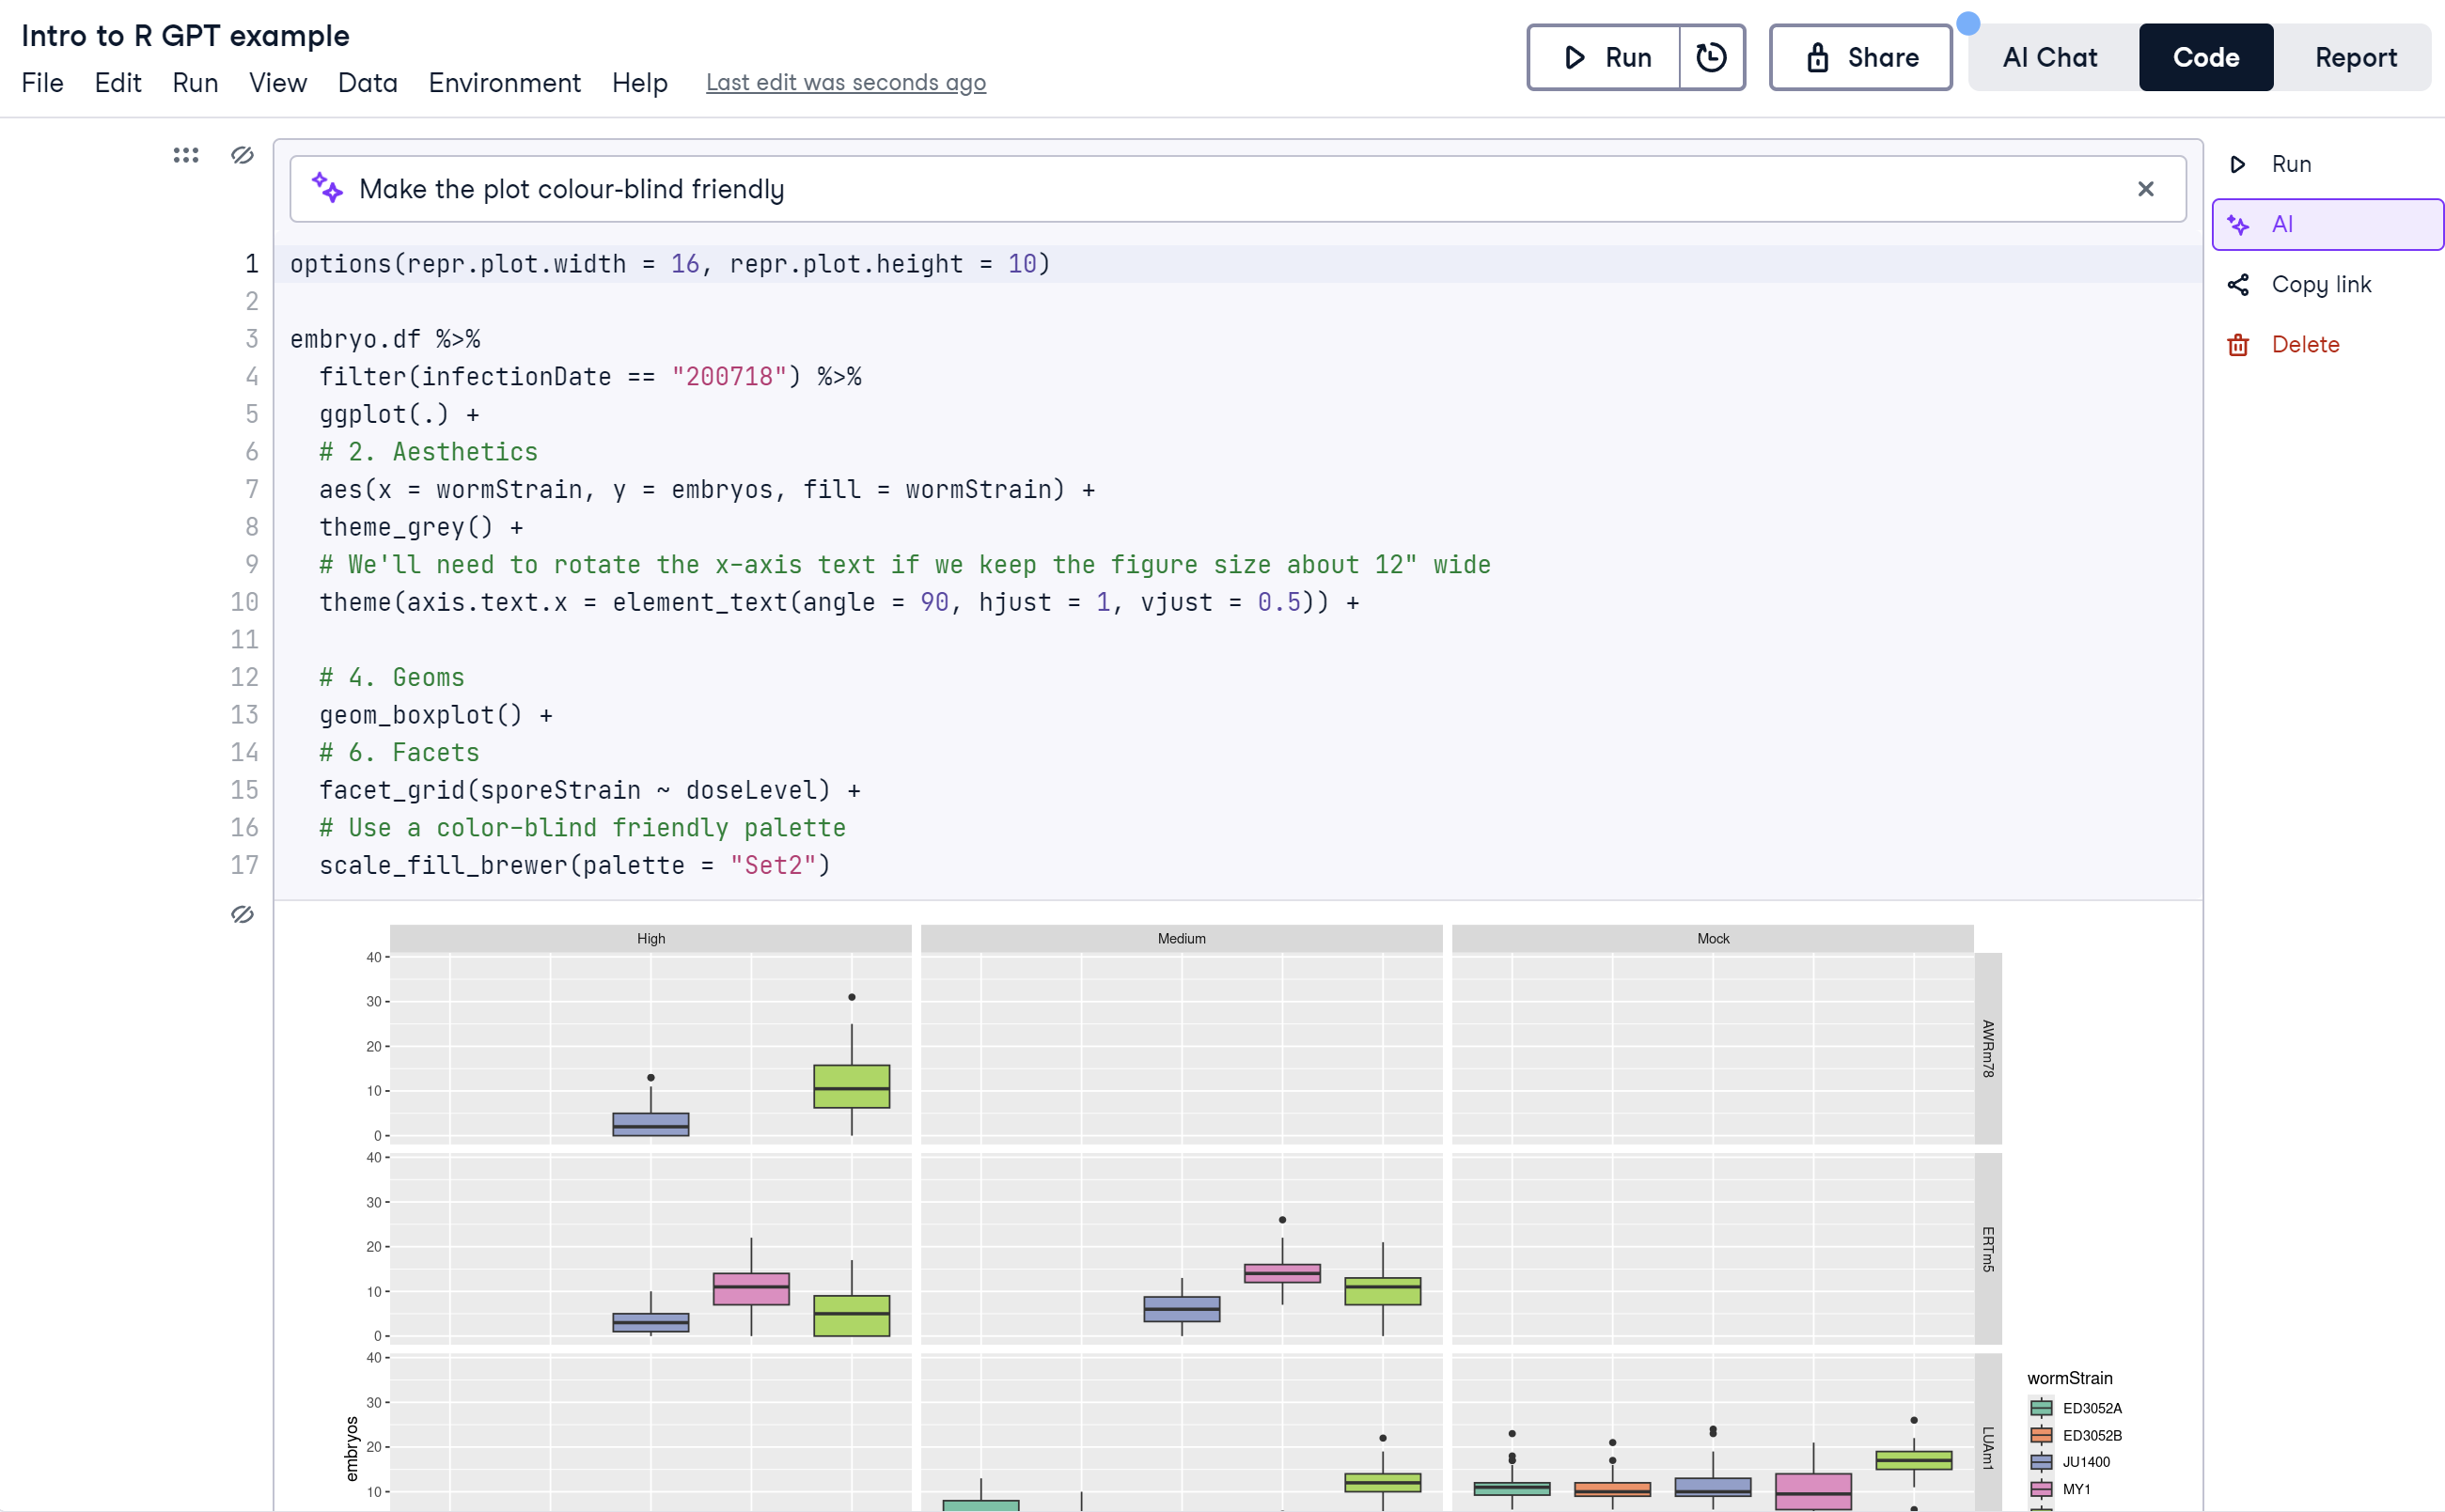 Intro to R GPT example
File Edit Run View Data Environment Help Last edit was seconds ago
Run Share AI Chat Code Report
Make the plot colour-blind friendly
Run
AI
Copy link
Delete
1 options(repr.plot.width = 16, repr.plot.height = 10)
2
3 embryo.df %>%
4 filter(infectionDate == "200718") %>%
5 ggplot(.) +
6 # 2. Aesthetics
7 aes(x = wormStrain, y = embryos, fill = wormStrain) +
8 theme_grey() +
9 # We'll need to rotate the x-axis text if we keep the figure size about 12" wide
10 theme(axis.text.x = element_text(angle = 90, hjust = 1, vjust = 0.5)) +
11
12 # 4. Geoms
13 geom_boxplot() +
14 # 6. Facets
15 facet_grid(sporeStrain ~ doseLevel) +
16 # Use a color-blind friendly palette
17 scale_fill_brewer(palette = "Set2")
High Medium Mock
40
30
20
10
0
AWRm78
40
30
20
10
0
ERTm5
40
30
20
10
LUAm1
embryos
wormStrain
ED3052A
ED3052B
JU1400
MY1